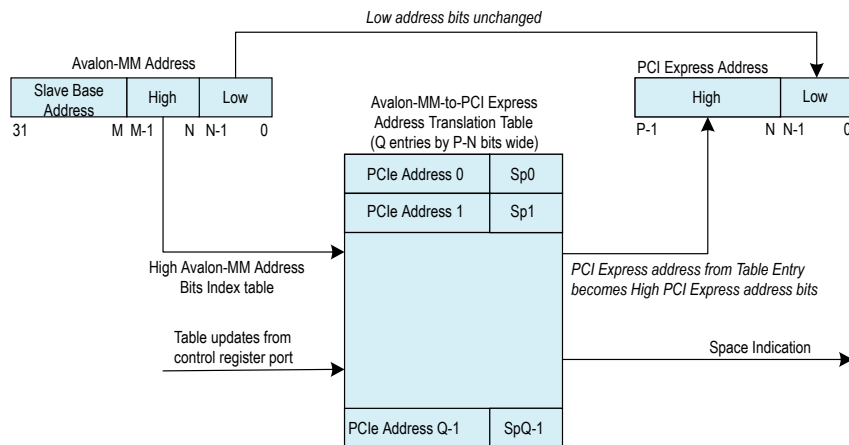 Low address bits unchanged
Avalon-MM Address
PCI Express Address
Slave Base
Address
High
Low
31
M
M-1
N
N-1
0
Avalon-MM-to-PCI Express
Address Translation Table
(Q entries by P-N bits wide)
High
Low
P-1
N
N-1
0
PCIe Address 0
Sp0
PCIe Address 1
Sp1
High Avalon-MM Address
Bits Index table
PCI Express address from Table Entry
becomes High PCI Express address bits
Table updates from
control register port
Space Indication
PCIe Address Q-1
SpQ-1